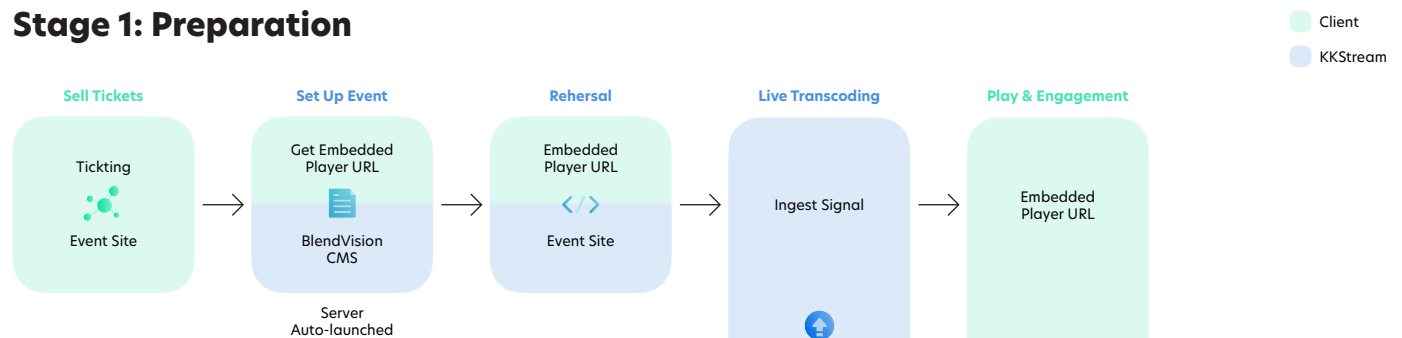 Stage 1: Preparation
Client
KKStream
Sell Tickets
Set Up Event
Rehersal
Live Transcoding
Play & Engagement
Tickting
Event Site
Get Embedded
Player URL
BlendVision
CMS
Server
Auto-launched
Embedded
Player URL
Event Site
Ingest Signal
Embedded
Player URL